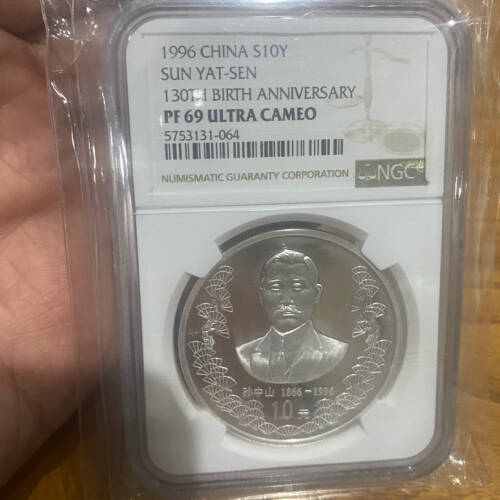 1996 CHINA S10Y
SUN YAT-SEN
130TH BIRTH ANNIVERSARY
PF 69 ULTRA CAMEO
5753131-064
NUMISMATIC GUARANTY CORPORATION
NGC
孙中山 1866-1996
10元